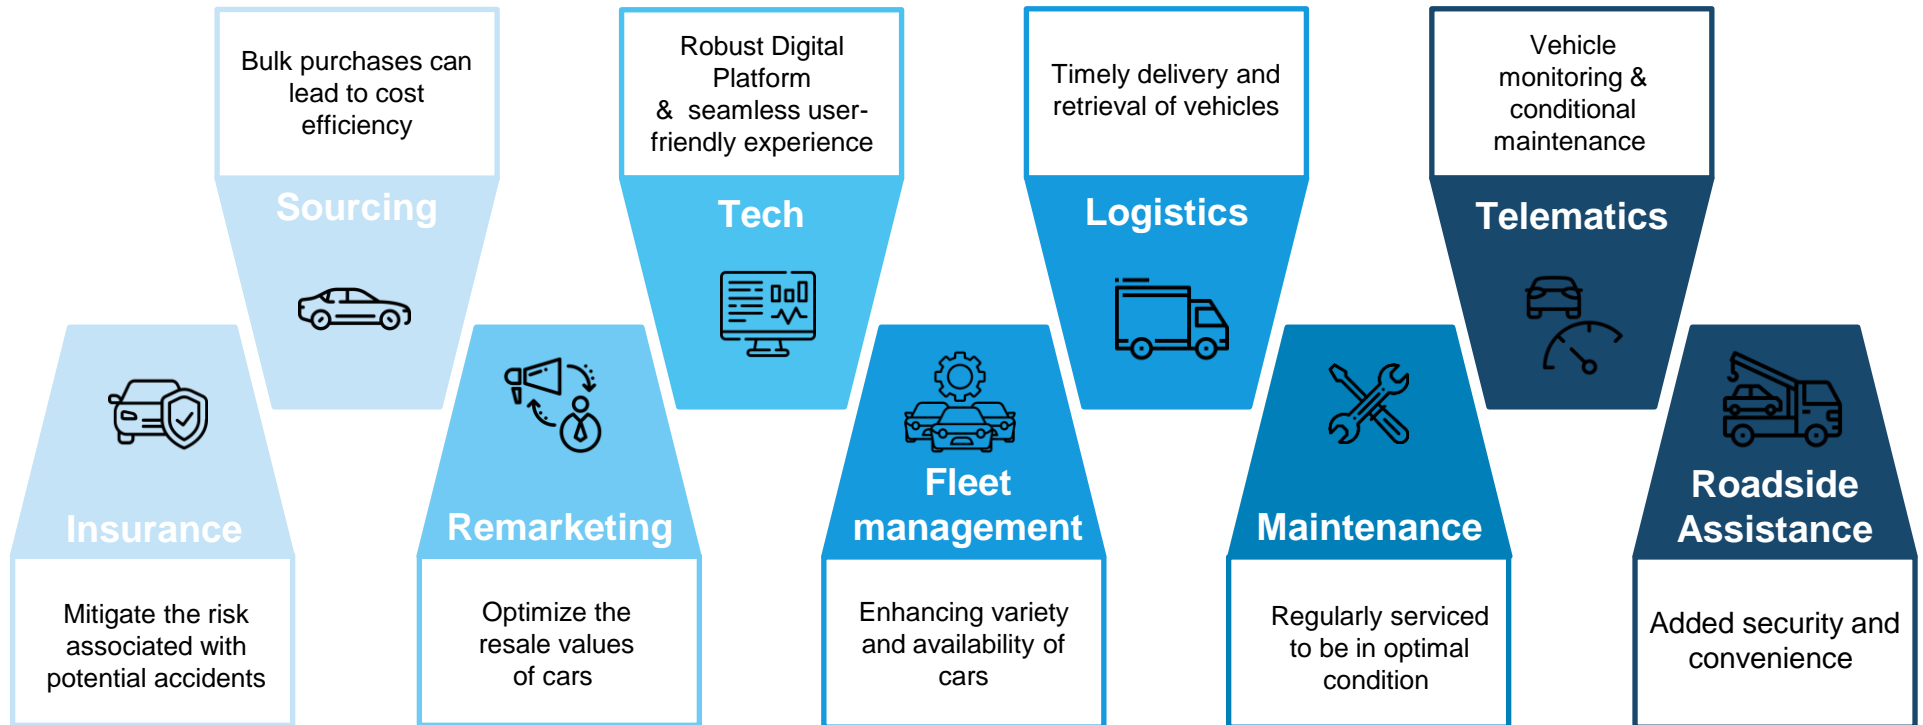 Bulk purchases can
lead to cost
efficiency
Sourcing
Robust Digital
Platform
& seamless user-
friendly experience
Tech
Timely delivery and
retrieval of vehicles
Logistics
Vehicle
monitoring &
conditional
maintenance
Telematics
Insurance
Mitigate the risk
associated with
potential accidents
Remarketing
Optimize the
resale values
of cars
Fleet
management
Enhancing variety
and availability of
cars
Maintenance
Regularly serviced
to be in optimal
condition
Roadside
Assistance
Added security and
convenience